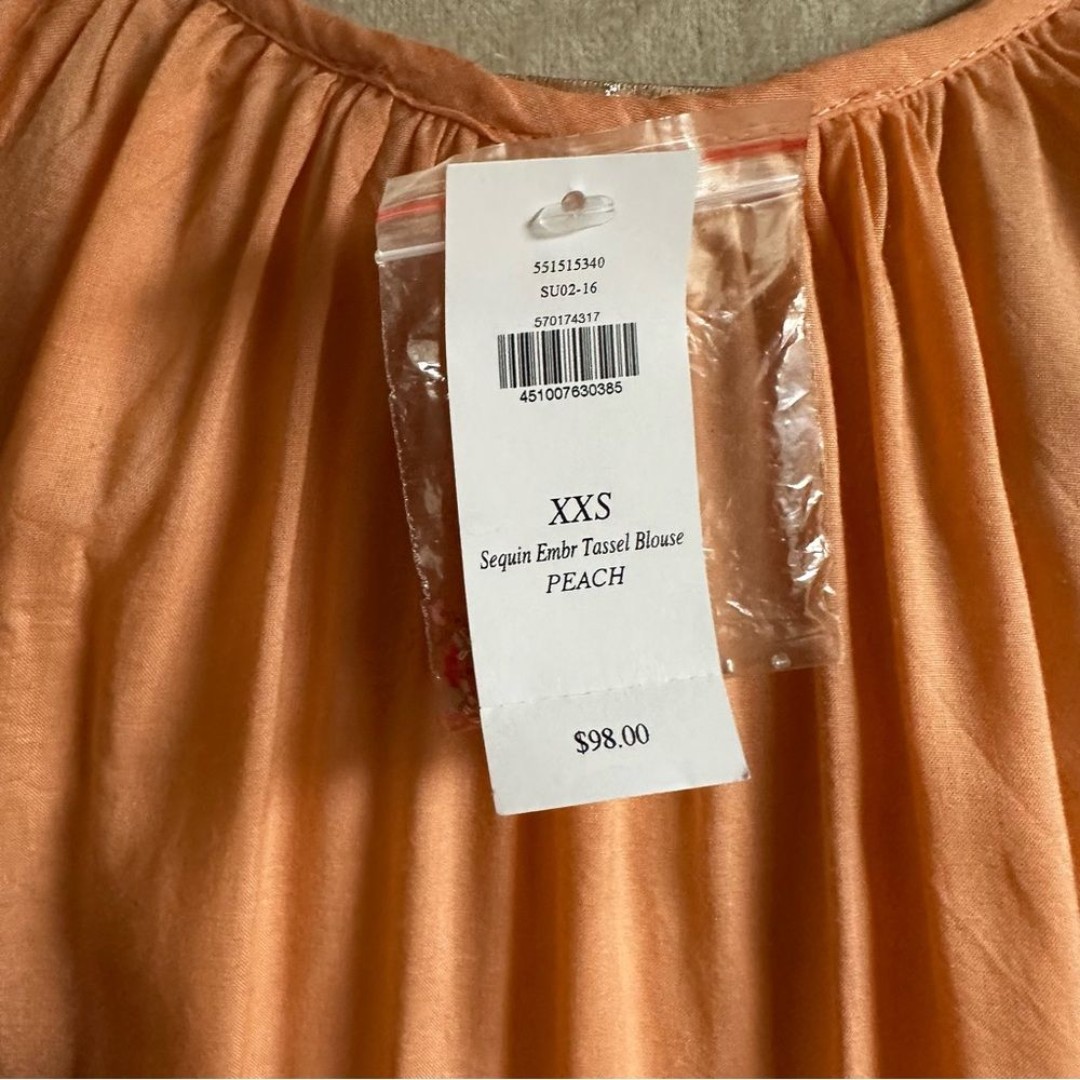 551515340
SU02-16
570174317
451007630385
XXS
Sequin Embr Tassel Blouse
PEACH
$98.00